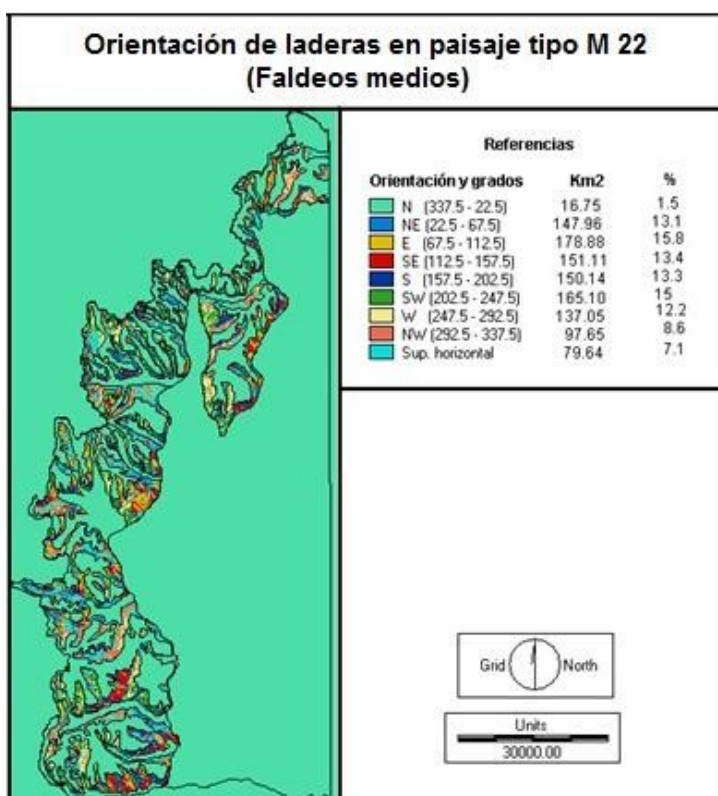 Orientación de laderas en paisaje tipo M 22
(Faldeos medios)
Referencias
Orientación y grados Km2 %
N (337.5 - 22.5) 16.75 1.5
NE (22.5 - 67.5) 147.96 13.1
E (67.5 - 112.5) 178.88 15.8
SE (112.5 - 157.5) 151.11 13.4
S (157.5 - 202.5) 150.14 13.3
SW (202.5 - 247.5) 165.10 15
W (247.5 - 292.5) 137.05 12.2
NW (292.5 - 337.5) 97.65 8.6
Sup. horizontal 79.64 7.1
Grid North
Units
30000.00